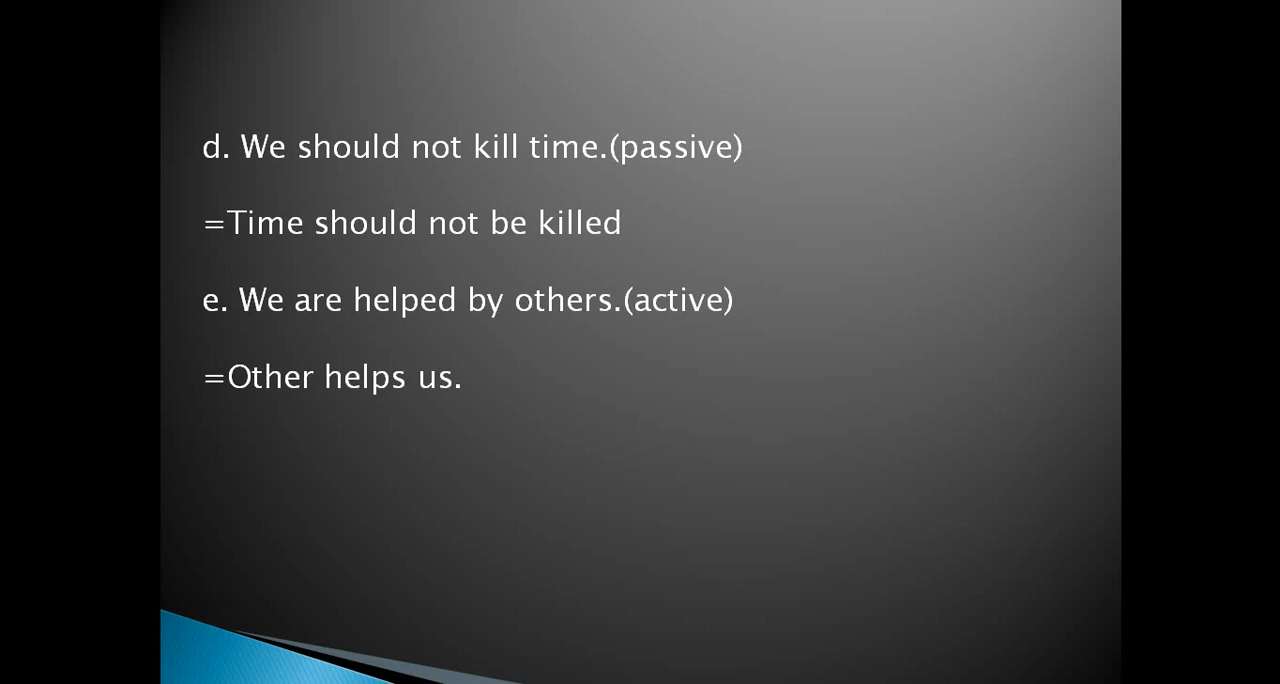 d. We should not kill time.(passive)
=Time should not be killed
e. We are helped by others.(active)
=Other helps us.